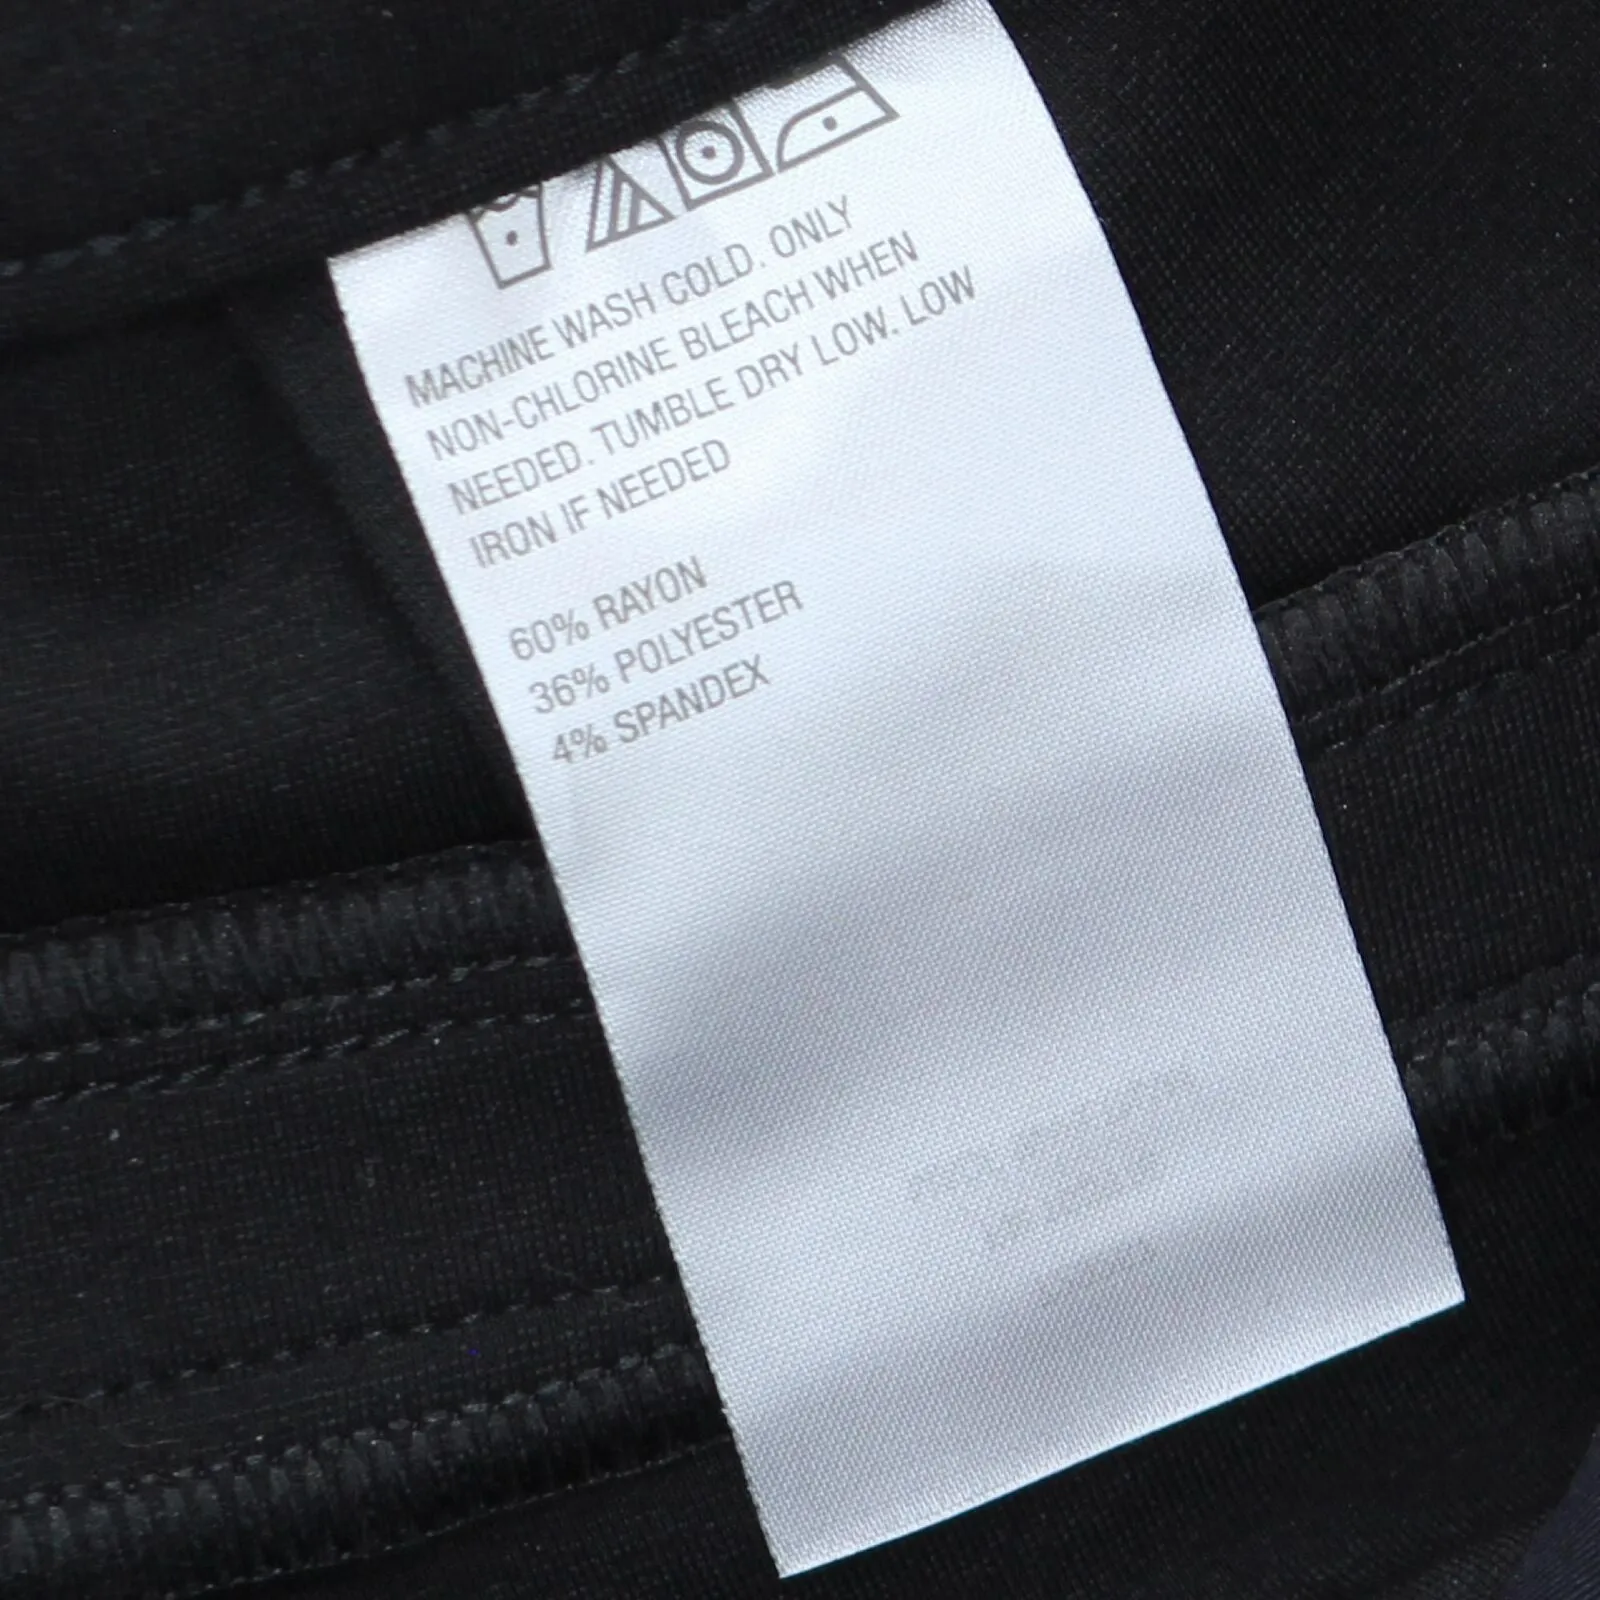 MACHINE WASH COLD. ONLY
NON-CHLORINE BLEACH WHEN
NEEDED. TUMBLE DRY LOW. LOW
IRON IF NEEDED
60% RAYON
36% POLYESTER
4% SPANDEX